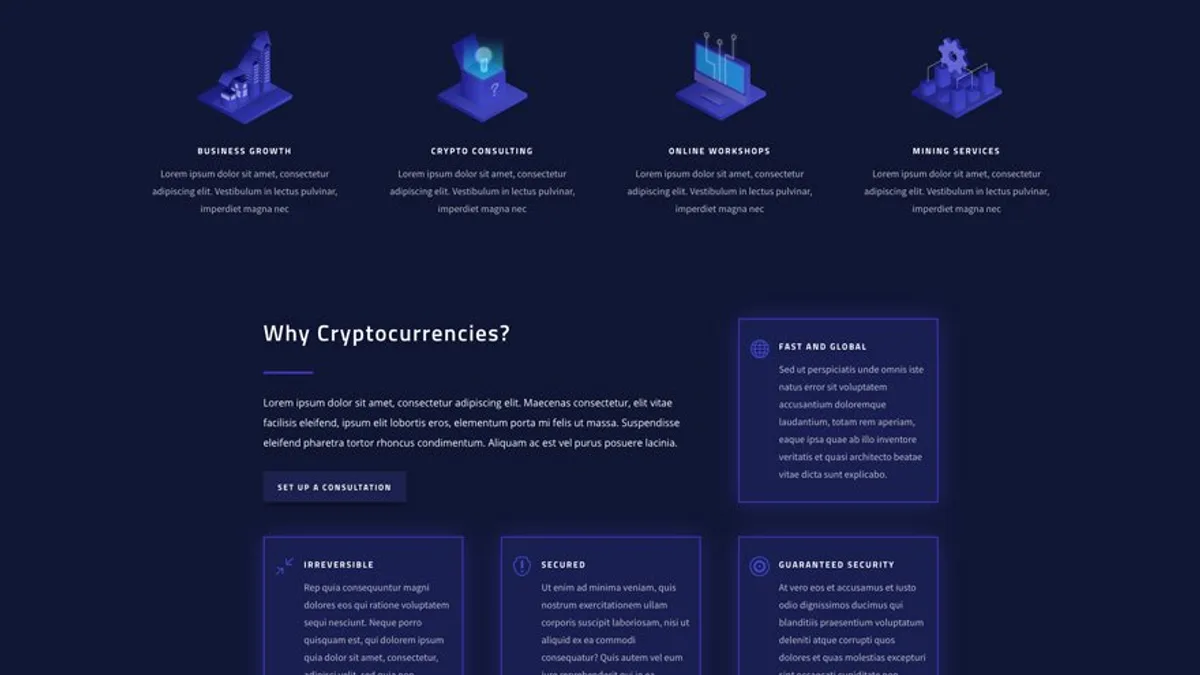 BUSINESS GROWTH
Lorem ipsum dolor sit amet, consectetur
adipiscing elit. Vestibulum in lectus pulvinar,
imperdiet magna nec
CRYPTO CONSULTING
Lorem ipsum dolor sit amet, consectetur
adipiscing elit. Vestibulum in lectus pulvinar,
imperdiet magna nec
ONLINE WORKSHOPS
Lorem ipsum dolor sit amet, consectetur
adipiscing elit. Vestibulum in lectus pulvinar,
imperdiet magna nec
MINING SERVICES
Lorem ipsum dolor sit amet, consectetur
adipiscing elit. Vestibulum in lectus pulvinar,
imperdiet magna nec
Why Cryptocurrencies?
Lorem ipsum dolor sit amet, consectetur adipiscing elit. Maecenas consectetur, elit vitae
facilisis eleifend, ipsum elit lobortis eros, elementum porta mi felis ut massa. Suspendisse
eleifend pharetra tortor rhoncus condimentum. Aliquam ac est vel purus posuere lacinia.
SET UP A CONSULTATION
FAST AND GLOBAL
Sed ut perspiciatis unde omnis iste
natus error sit voluptatem
accusantium doloremque
laudantium, totam rem aperiam,
eaque ipsa quae ab illo inventore
veritatis et quasi architecto beatae
vitae dicta sunt explicabo.
IRREVERSIBLE
Rep quia consequuntur magni
dolores eos qui ratione voluptatem
sequi nesciunt. Neque porro
quisquam est, qui dolorem ipsum
quia dolor sit amet, consectetur,
SECURED
Ut enim ad minima veniam, quis
nostrum exercitationem ullam
corporis suscipit laboriosam, nisi ut
aliquid ex ea commodi
consequatur? Quis autem vel eum
GUARANTEED SECURITY
At vero eos et accusamus et iusto
odio dignissimos ducimus qui
blanditiis praesentium voluptatum
deleniti atque corrupti quos
dolores et quas molestias excepturi